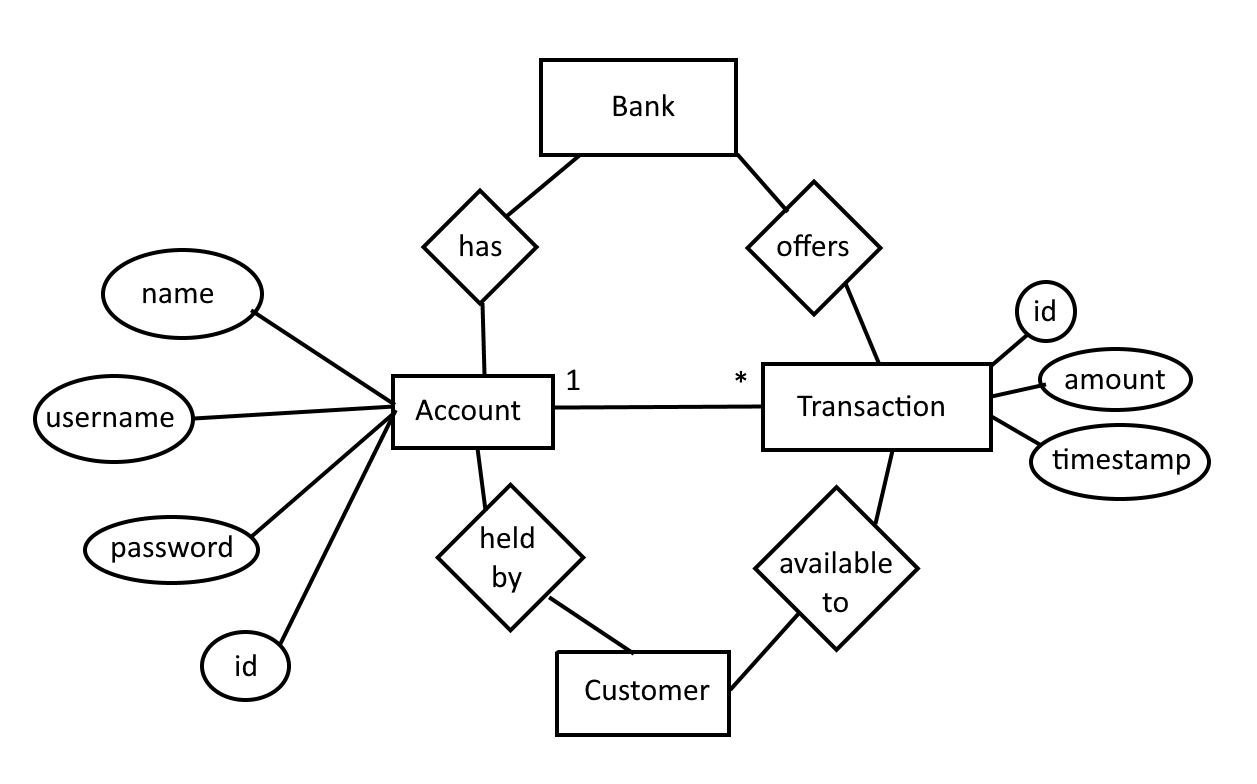 Bank
has
offers
name
id
1
*
amount
username
Account
Transaction
timestamp
password
held
by
available
to
id
Customer